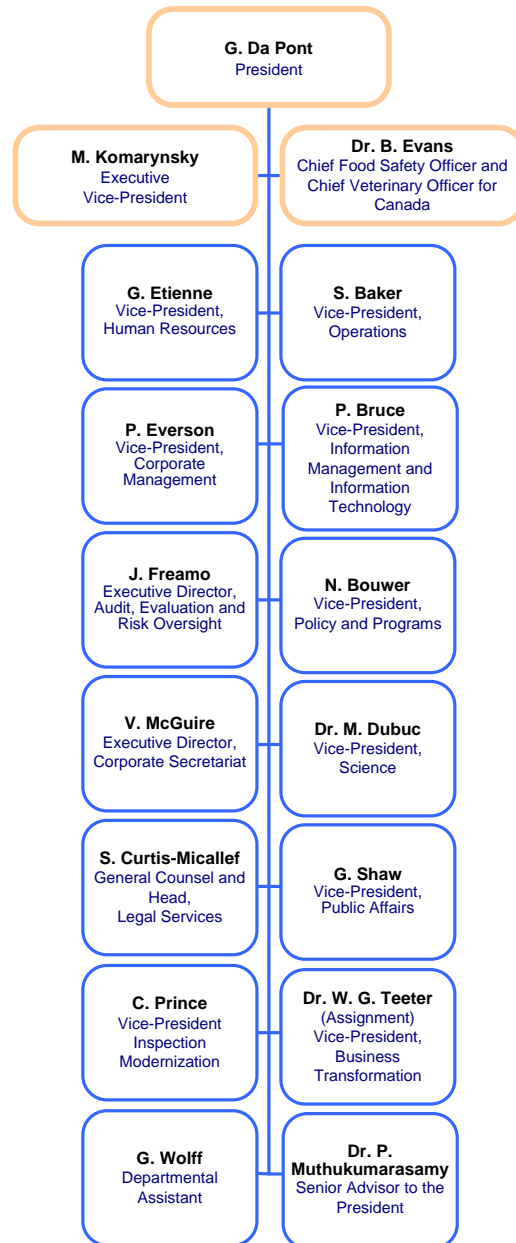 G. Da Pont
President
M. Komarynsky
Executive
Vice-President
Dr. B. Evans
Chief Food Safety Officer and
Chief Veterinary Officer for
Canada
G. Etienne
Vice-President,
Human Resources
S. Baker
Vice-President,
Operations
P. Everson
Vice-President,
Corporate
Management
P. Bruce
Vice-President,
Information
Management and
Information
Technology
J. Freamo
Executive Director,
Audit, Evaluation and
Risk Oversight
N. Bouwer
Vice-President,
Policy and Programs
V. McGuire
Executive Director,
Corporate Secretariat
Dr. M. Dubuc
Vice-President,
Science
S. Curtis-Micallef
General Counsel and
Head,
Legal Services
G. Shaw
Vice-President,
Public Affairs
C. Prince
Vice-President
Inspection
Modernization
Dr. W. G. Teeter
(Assignment)
Vice-President,
Business
Transformation
G. Wolff
Departmental
Assistant
Dr. P.
Muthukumarasamy
Senior Advisor to the
President